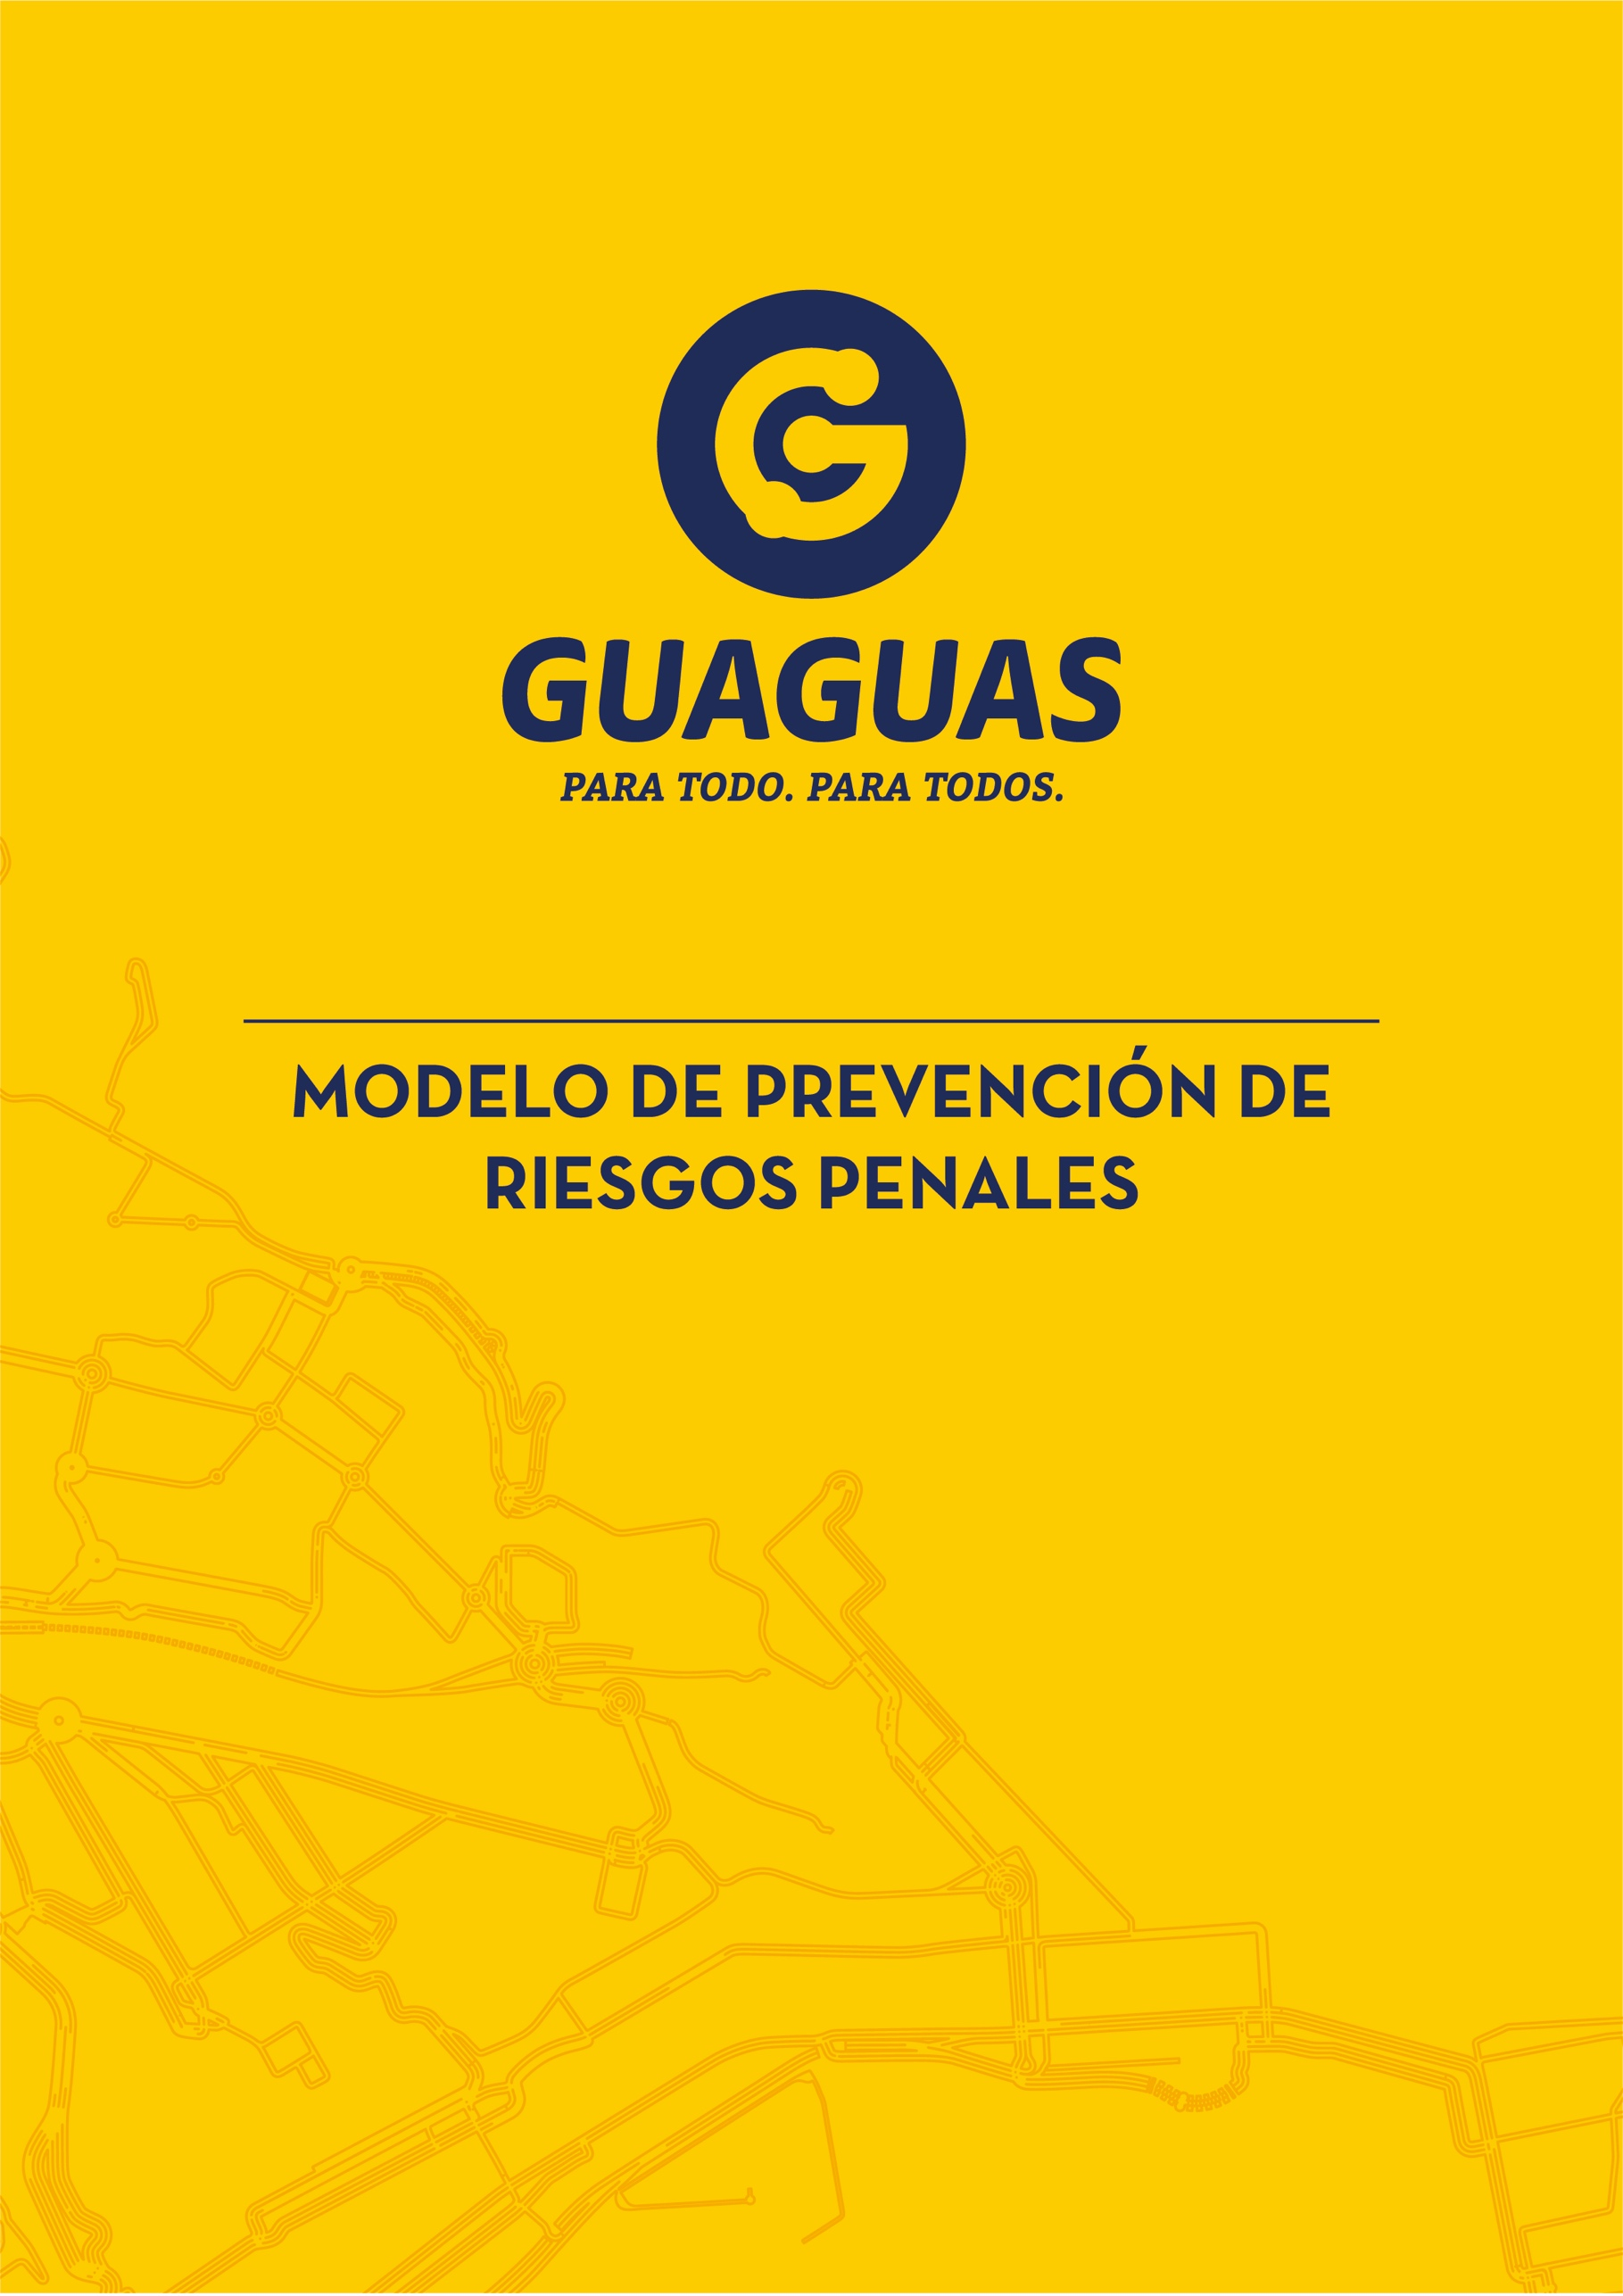 GUAGUAS
PARA TODO. PARA TODOS.
MODELO DE PREVENCIÓN DE
RIESGOS PENALES